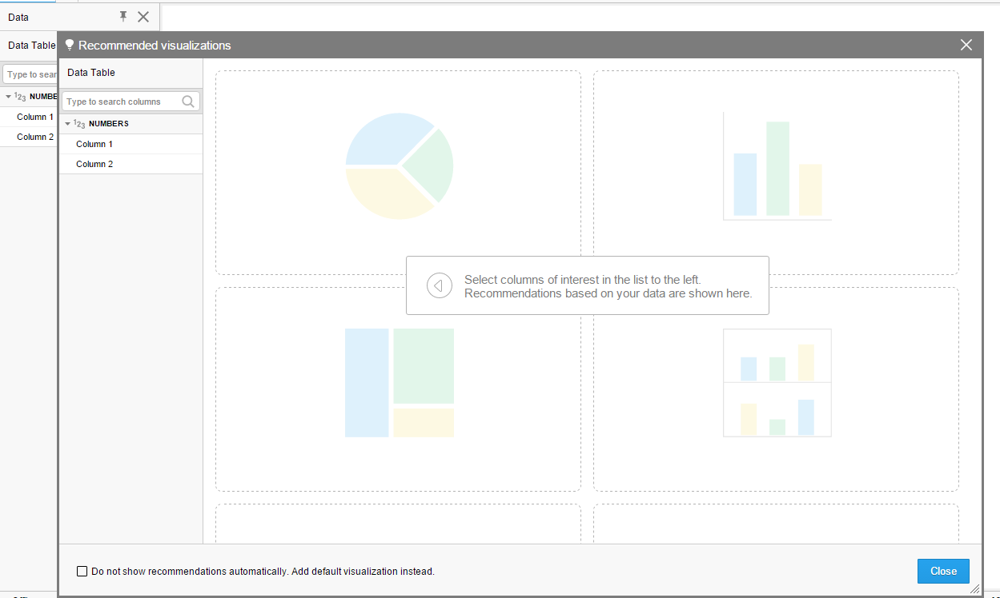 Data
Data Table
Type to sear
123 NUMBE
Column 1
Column 2
Recommended visualizations
Data Table
Type to search columns
123 NUMBERS
Column 1
Column 2
Select columns of interest in the list to the left.
Recommendations based on your data are shown here.
Do not show recommendations automatically. Add default visualization instead.
Close